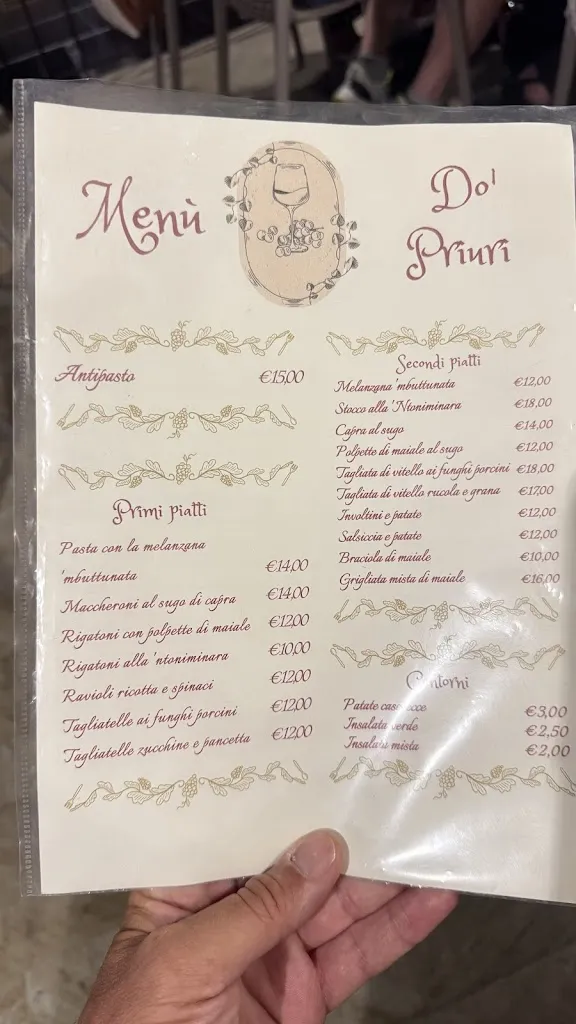 Menù
Do'
Priuri
Antipasto €15,00
Primi piatti
Pasta con la melanzana
'mbuttunata €14,00
Maccheroni al sugo di capra €14,00
Rigatoni con polpette di maiale €12,00
Rigatoni alla 'ntoniminara €10,00
Ravioli ricotta e spinaci €12,00
Tagliatelle ai funghi porcini €12,00
Tagliatelle zucchine e pancetta €12,00
Secondi piatti
Melanzana 'mbuttunata €12,00
Stocco alla 'Ntoniminara €18,00
Capra al sugo €14,00
Polpette di maiale al sugo €12,00
Tagliata di vitello ai funghi porcini €18,00
Tagliata di vitello rucola e grana €17,00
Involtini e patate €12,00
Salsiccia e patate €12,00
Braciola di maiale €10,00
Grigliata mista di maiale €16,00
Contorni
Patate €3,00
Insalata verde €2,50
Insalata mista €2,00